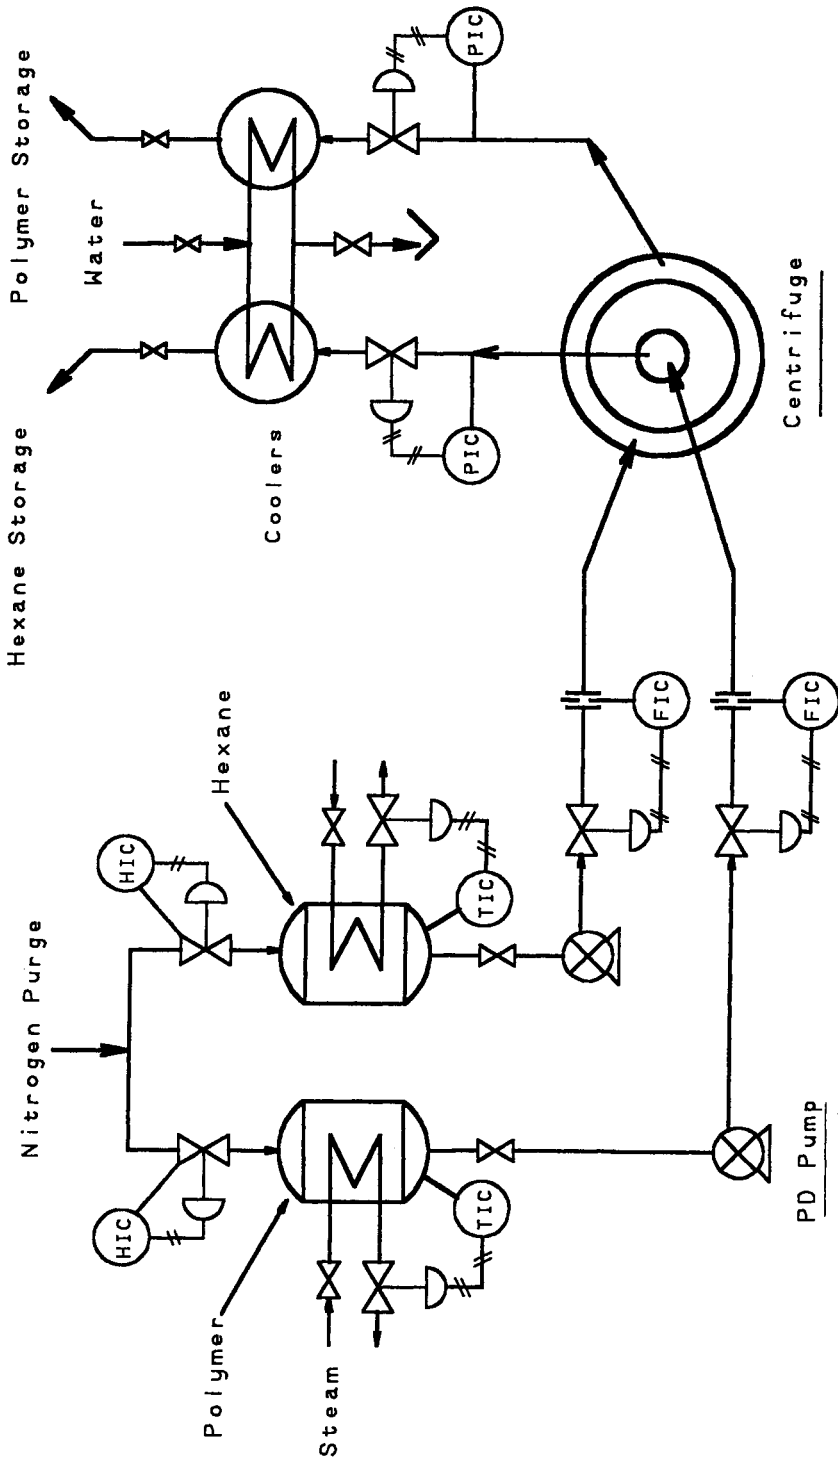 Nitrogen Purge
Hexane Storage
Polymer Storage
HIC
HIC
Water
PIC
Polymer
Hexane
Coolers
Steam
TIC
TIC
PIC
FIC
FIC
PD Pump
Centrifuge